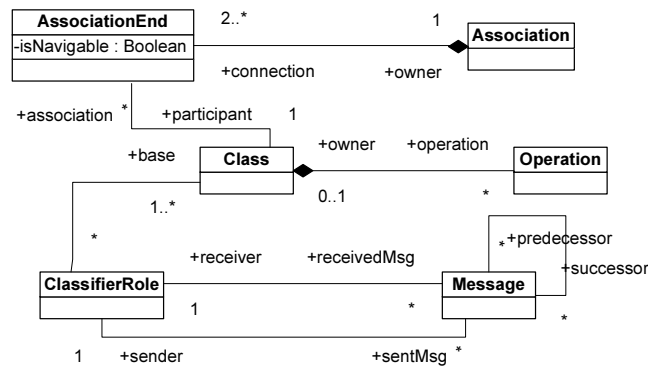 AssociationEnd
-isNavigable : Boolean
2..*
1
Association
+connection
+owner
+association
*
+participant
1
+base
Class
+owner
+operation
Operation
1..*
0..1
*
*
+predecessor
*
+receiver
+receivedMsg
+successor
ClassifierRole
Message
1
*
*
1
+sender
+sentMsg
*